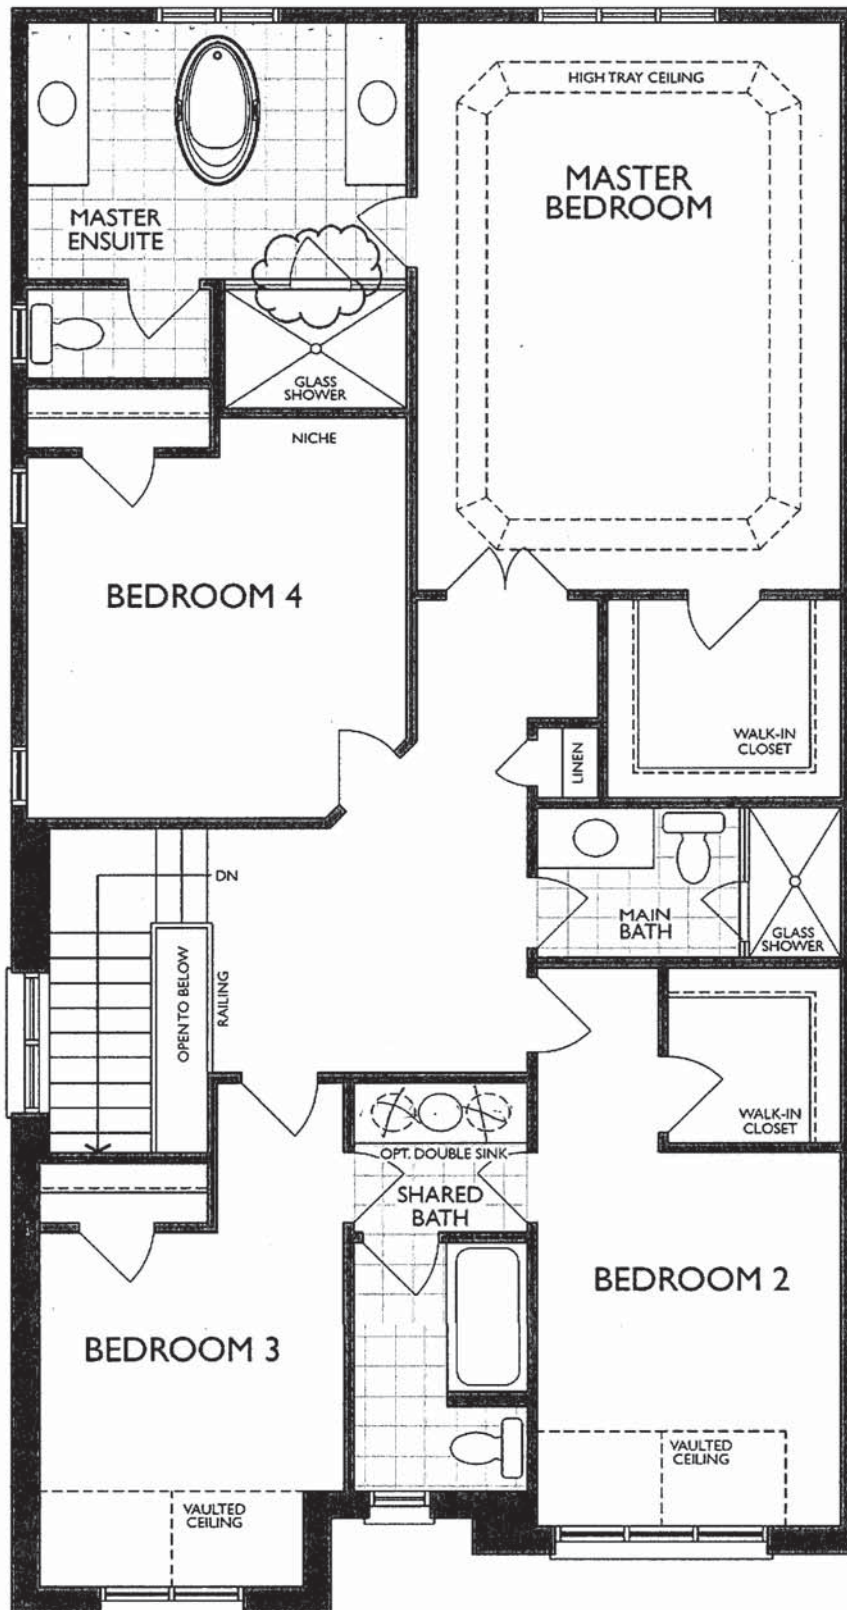 HIGH TRAY CEILING
MASTER
BEDROOM
MASTER
ENSUITE
GLASS
SHOWER
NICHE
BEDROOM 4
WALK-IN
CLOSET
LINEN
DN
MAIN
BATH
GLASS
SHOWER
OPEN TO BELOW
RAILING
WALK-IN
CLOSET
OPT. DOUBLE SINK
SHARED
BATH
BEDROOM 2
BEDROOM 3
VAULTED
CEILING
VAULTED
CEILING